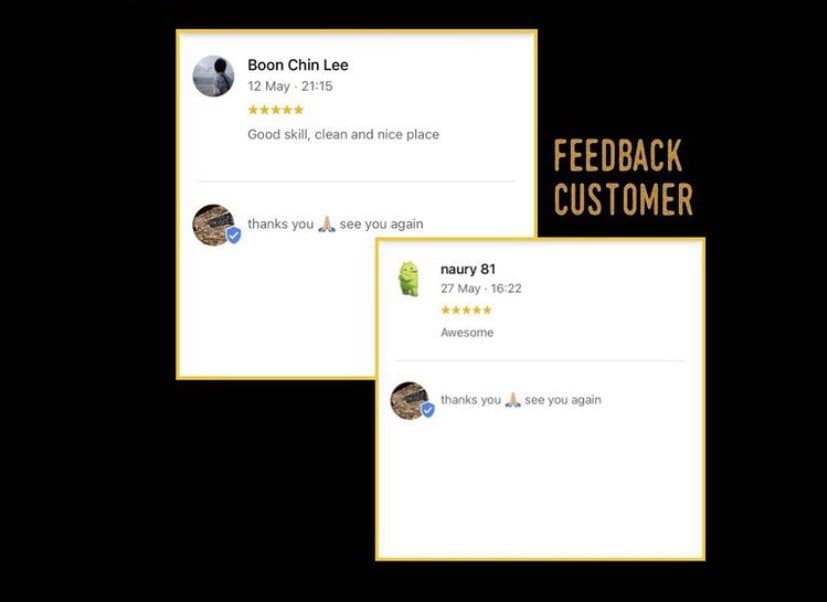 Boon Chin Lee
12 May · 21:15
★★★★★
Good skill, clean and nice place
thanks you 🙏🏼 see you again
FEEDBACK
CUSTOMER
naury 81
27 May · 16:22
★★★★★
Awesome
thanks you 🙏🏼 see you again